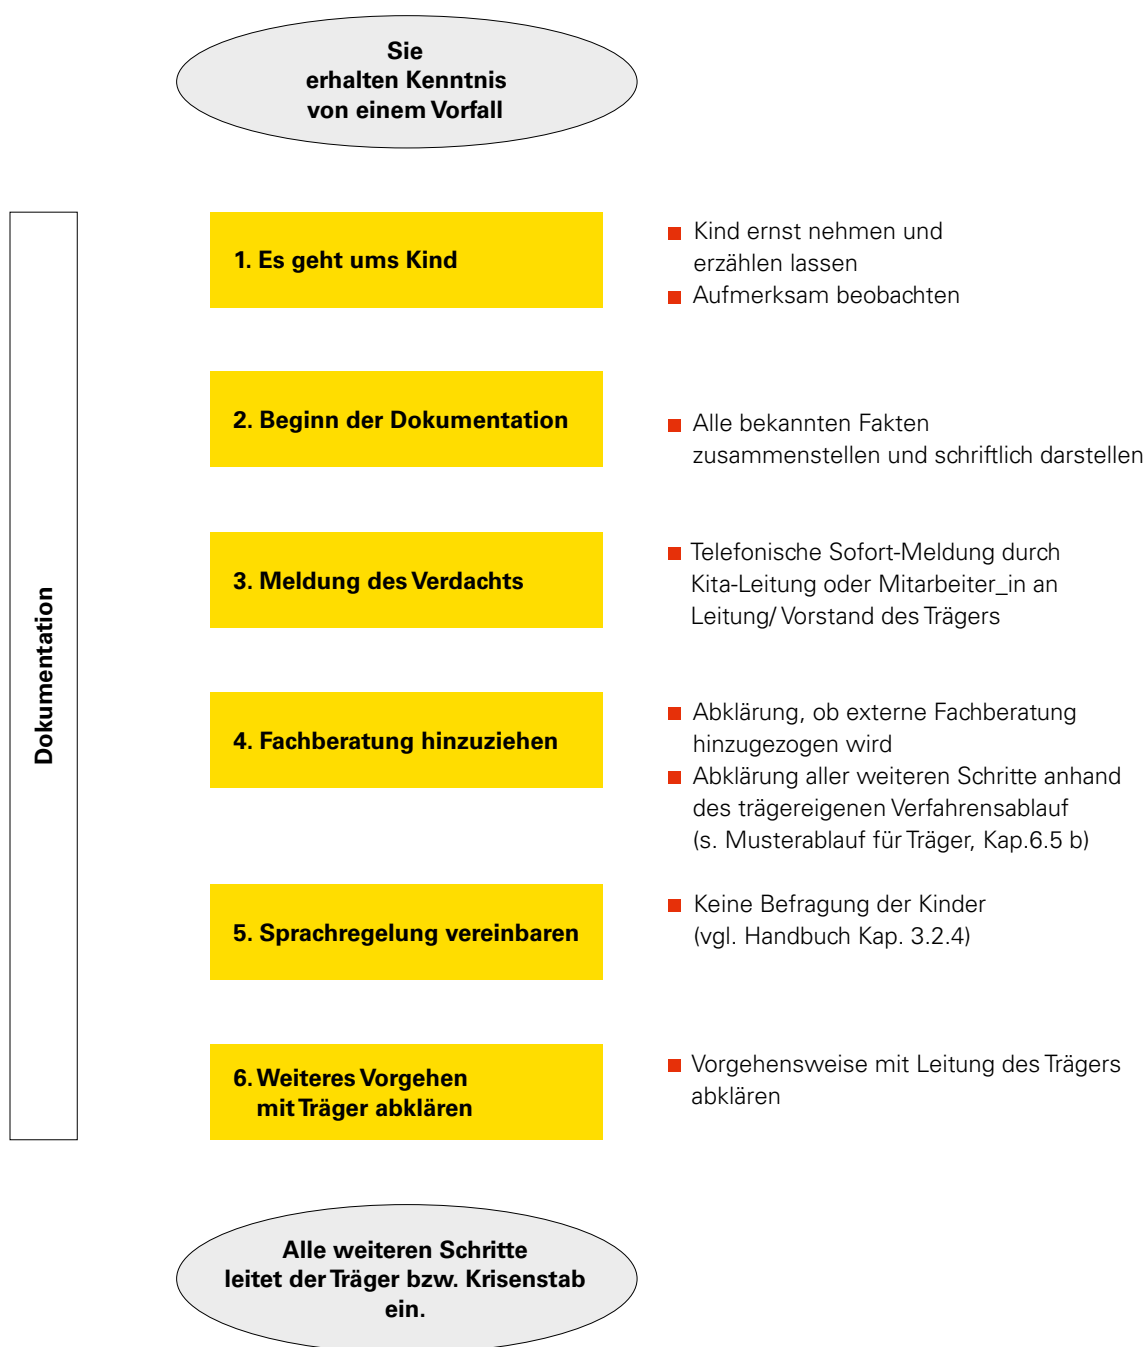 Sie
erhalten Kenntnis
von einem Vorfall
Dokumentation
1. Es geht ums Kind
■ Kind ernst nehmen und
erzählen lassen
■ Aufmerksam beobachten
2. Beginn der Dokumentation
■ Alle bekannten Fakten
zusammenstellen und schriftlich darstellen
3. Meldung des Verdachts
■ Telefonische Sofort-Meldung durch
Kita-Leitung oder Mitarbeiter_in an
Leitung/ Vorstand des Trägers
4. Fachberatung hinzuziehen
■ Abklärung, ob externe Fachberatung
hinzugezogen wird
■ Abklärung aller weiteren Schritte anhand
des trägereigenen Verfahrensablauf
(s. Musterablauf für Träger, Kap.6.5 b)
5. Sprachregelung vereinbaren
■ Keine Befragung der Kinder
(vgl. Handbuch Kap. 3.2.4)
6. Weiteres Vorgehen
mit Träger abklären
■ Vorgehensweise mit Leitung des Trägers
abklären
Alle weiteren Schritte
leitet der Träger bzw. Krisenstab
ein.